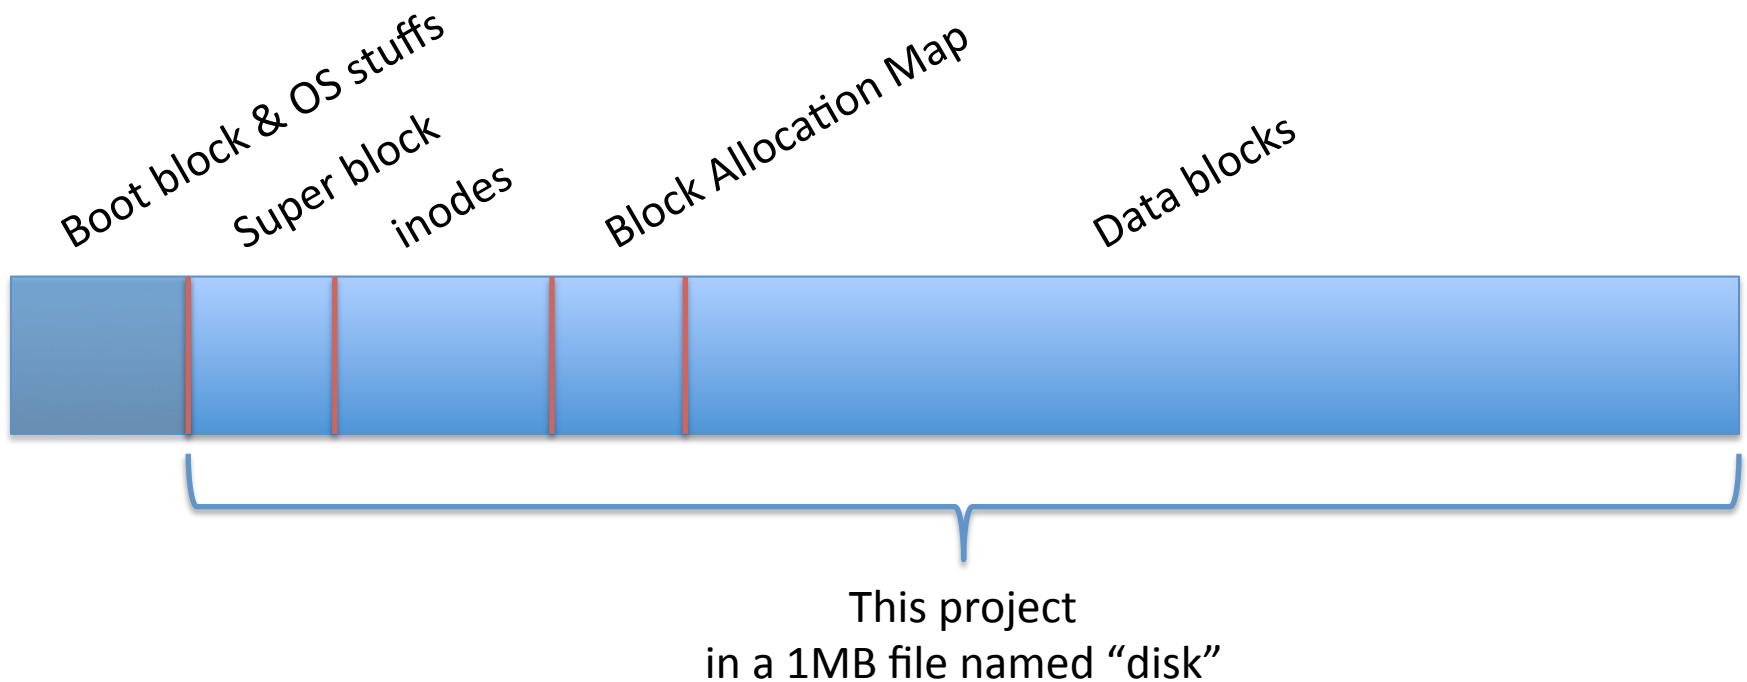 Boot block & OS stuffs
Super block
inodes
Block Allocation Map
Data blocks
This project
in a 1MB file named “disk”